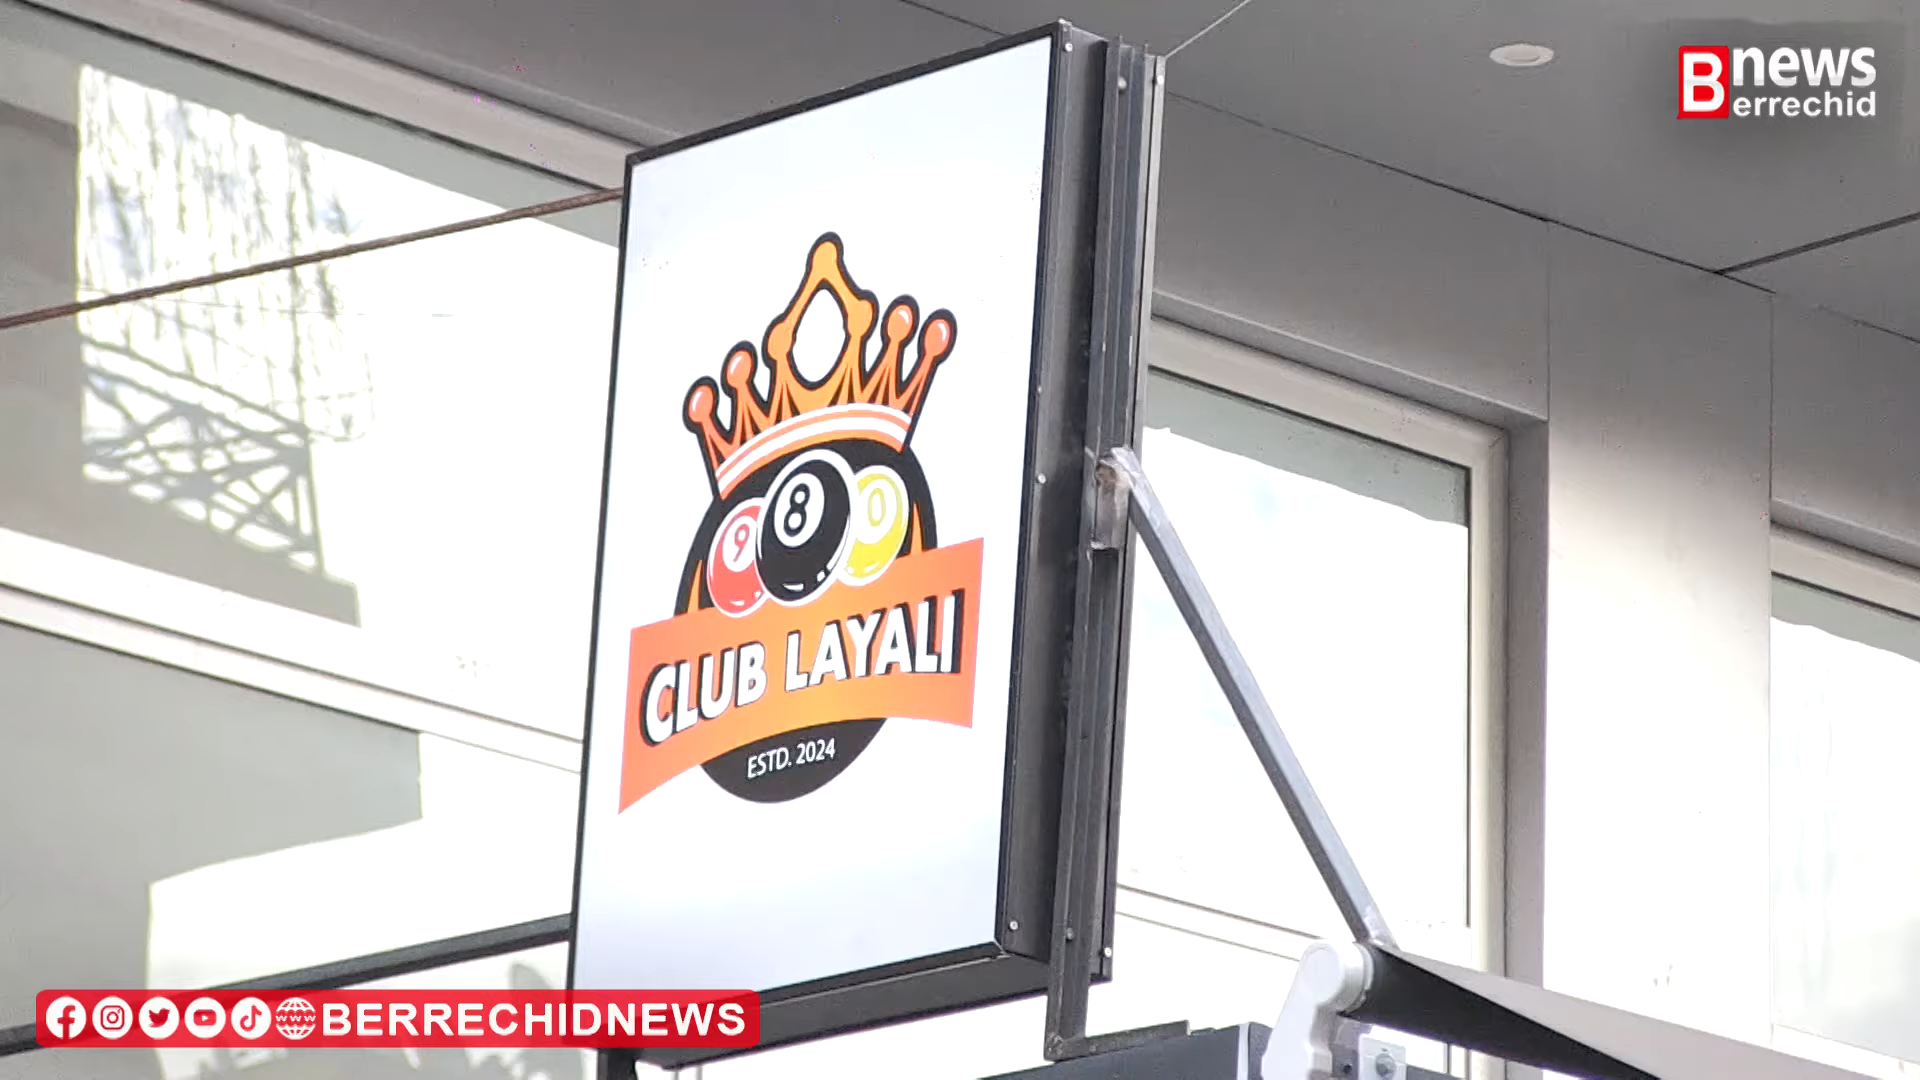 Bnews
Berrechid
9 8 0
CLUB LAYALI
ESTD. 2024
BERRECHIDNEWS